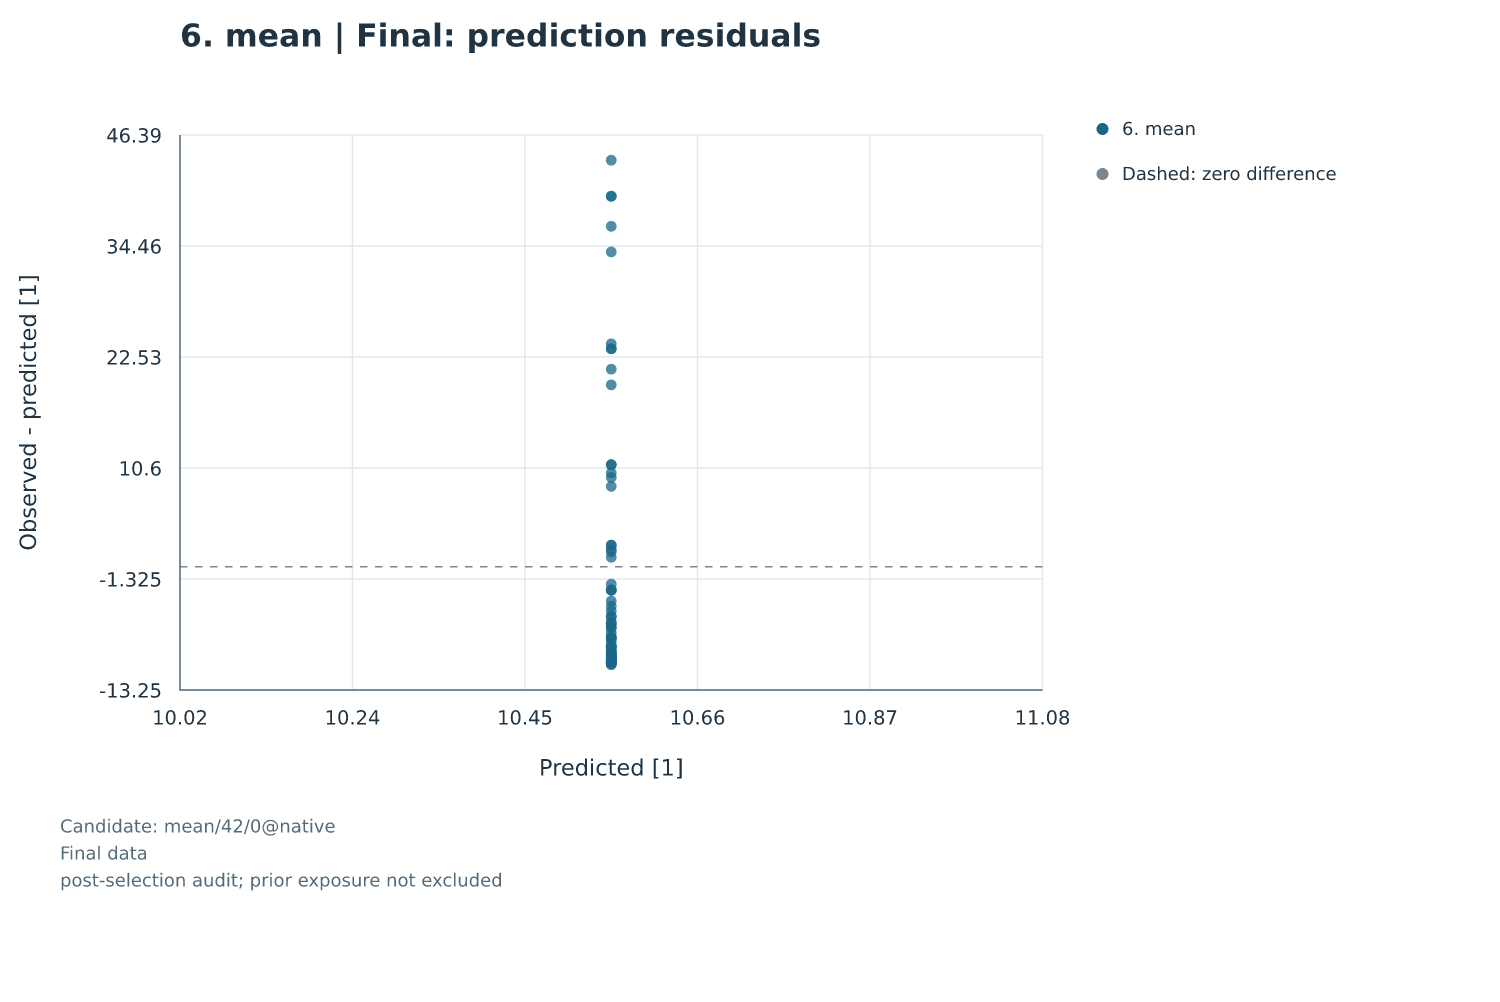 6. mean | Final: prediction residuals
46.39
34.46
22.53
10.6
-1.325
-13.25
10.02 10.24 10.45 10.66 10.87 11.08
Observed - predicted [1]
Predicted [1]
6. mean
Dashed: zero difference
Candidate: mean/42/0@native
Final data
post-selection audit; prior exposure not excluded